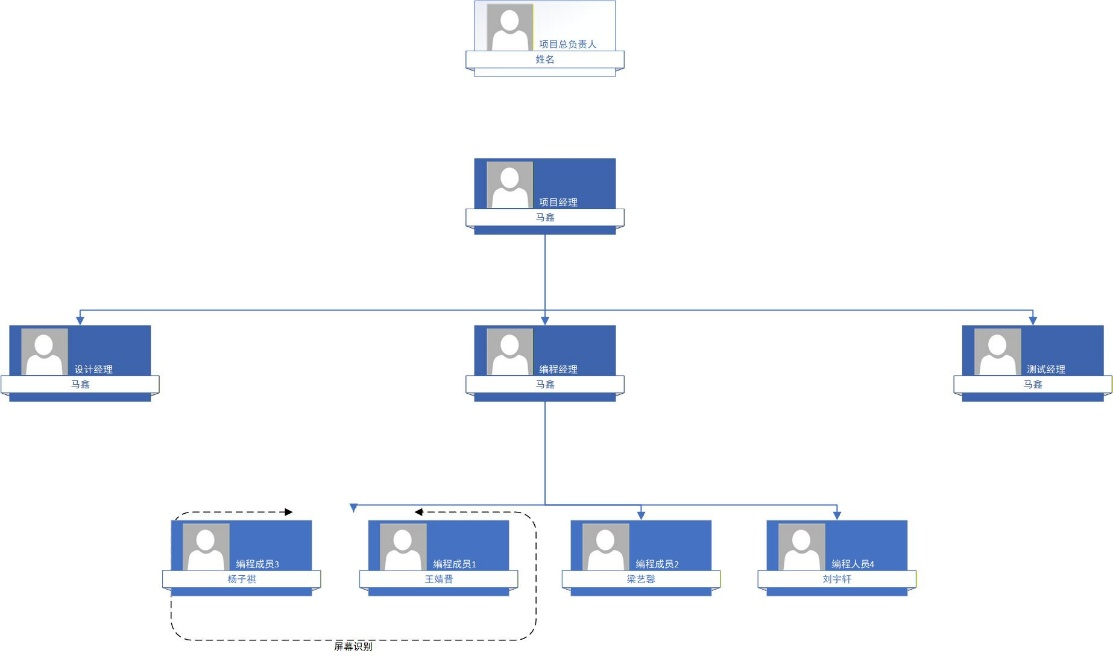 项目总负责人
姓名
项目经理
马鑫
设计经理
马鑫
编程经理
马鑫
测试经理
马鑫
编程成员3
杨子祺
编程成员1
王婧睿
编程成员2
梁艺馨
编程人员4
刘宇轩
屏幕识别